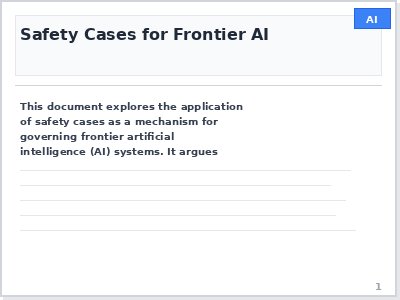 AI
Safety Cases for Frontier AI
This document explores the application
of safety cases as a mechanism for
governing frontier artificial
intelligence (AI) systems. It argues
1